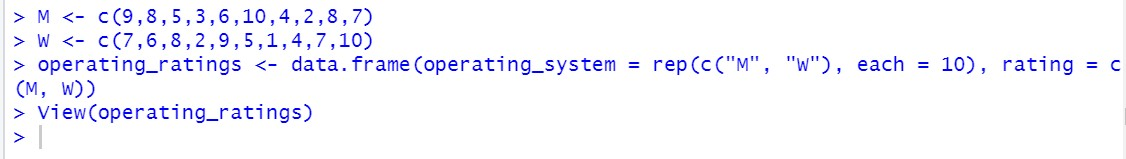 > M <- c(9,8,5,3,6,10,4,2,8,7)
> W <- c(7,6,8,2,9,5,1,4,7,10)
> operating_ratings <- data.frame(operating_system = rep(c("M", "W"), each = 10), rating = c
(M, W))
> View(operating_ratings)
>